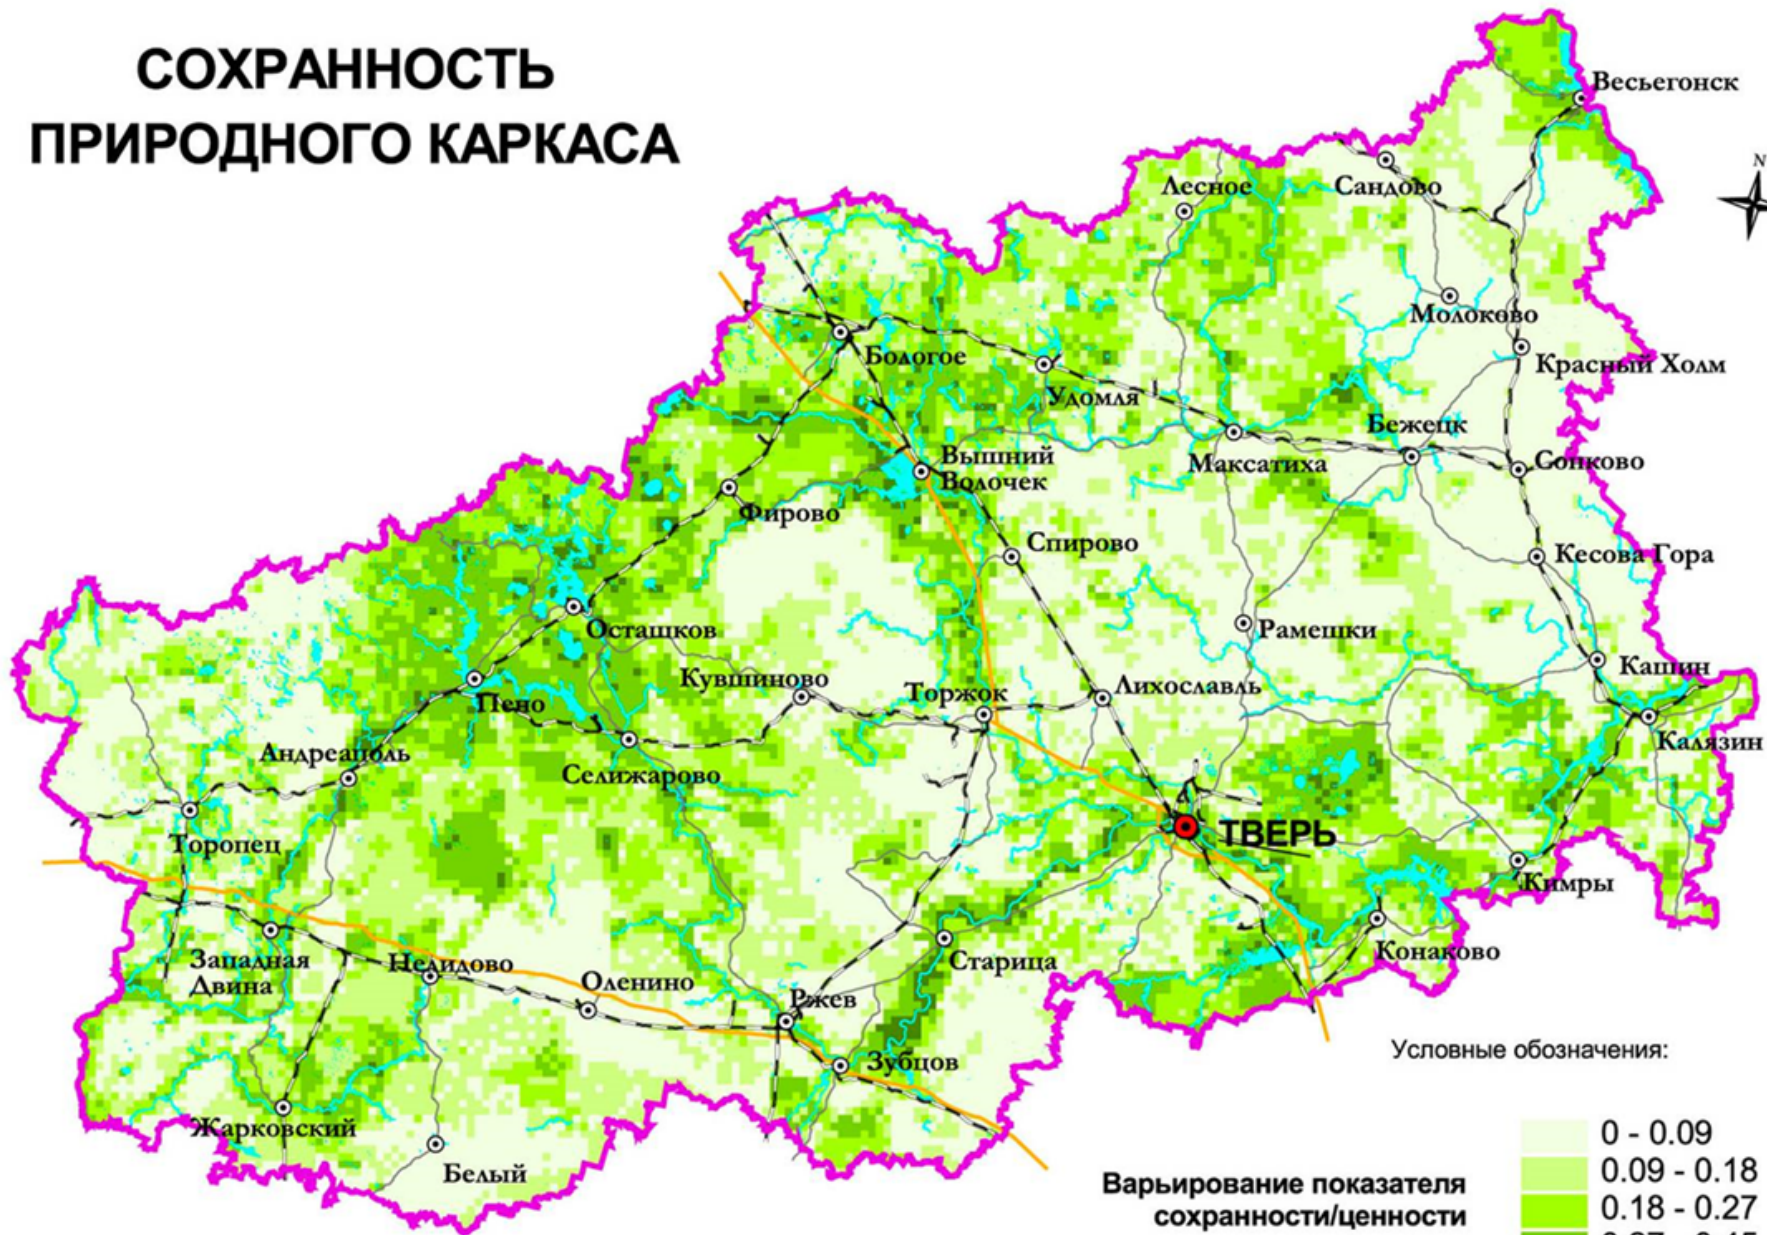 СОХРАННОСТЬ
ПРИРОДНОГО КАРКАСА
Весьегонск
N
Сандово
Лесное
Молоково
Бологое
Красный Холм
Удомля
Бежецк
Вышний
Волочек
Максатиха
Сонково
Фирово
Спирово
Кесова Гора
Осташков
Рамешки
Кашин
Кувшиново
Лихославль
Торжок
Пено
Калязин
Андреаполь
Селижарово
ТВЕРЬ
Торопец
Кимры
Конаково
Западная
Двина
Нелидово
Старица
Оленино
Ржев
Зубцов
Условные обозначения:
Жарковский
Белый
0 - 0.09
0.09 - 0.18
Варьирование показателя
сохранности/ценности
0.18 - 0.27